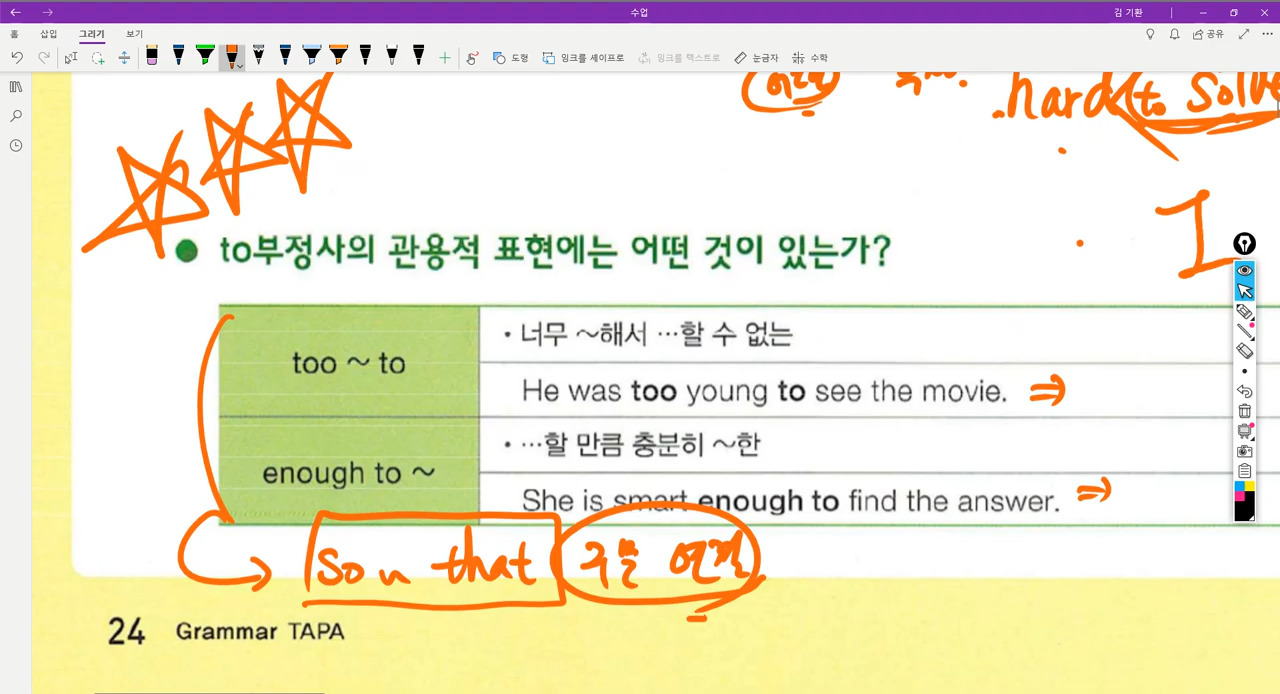 수업
김 기환
홈 삽입 그리기 보기
공유
도형 잉크를 셰이프로 잉크를 텍스트로 눈금자 수학
hard (to solve
I
to부정사의 관용적 표현에는 어떤 것이 있는가?
too ~ to
• 너무 ~해서 …할 수 없는
He was too young to see the movie. ⇒
enough to ~
• …할 만큼 충분히 ~한
She is smart enough to find the answer. ⇒
so ~ that 구문 연결
24 Grammar TAPA